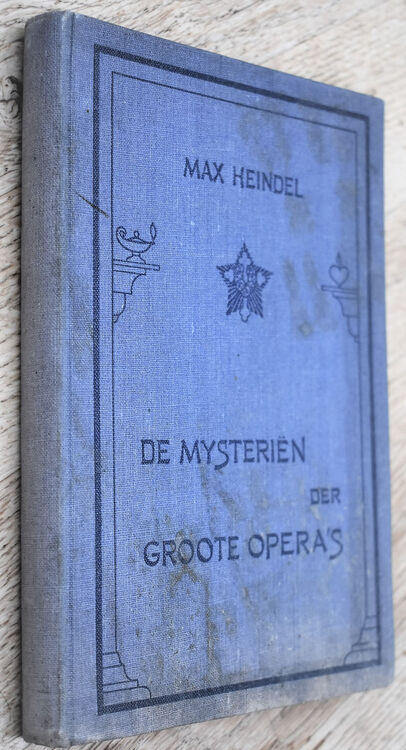 MAX HEINDEL
DE MYSTERIËN
DER
GROOTE OPERA'S